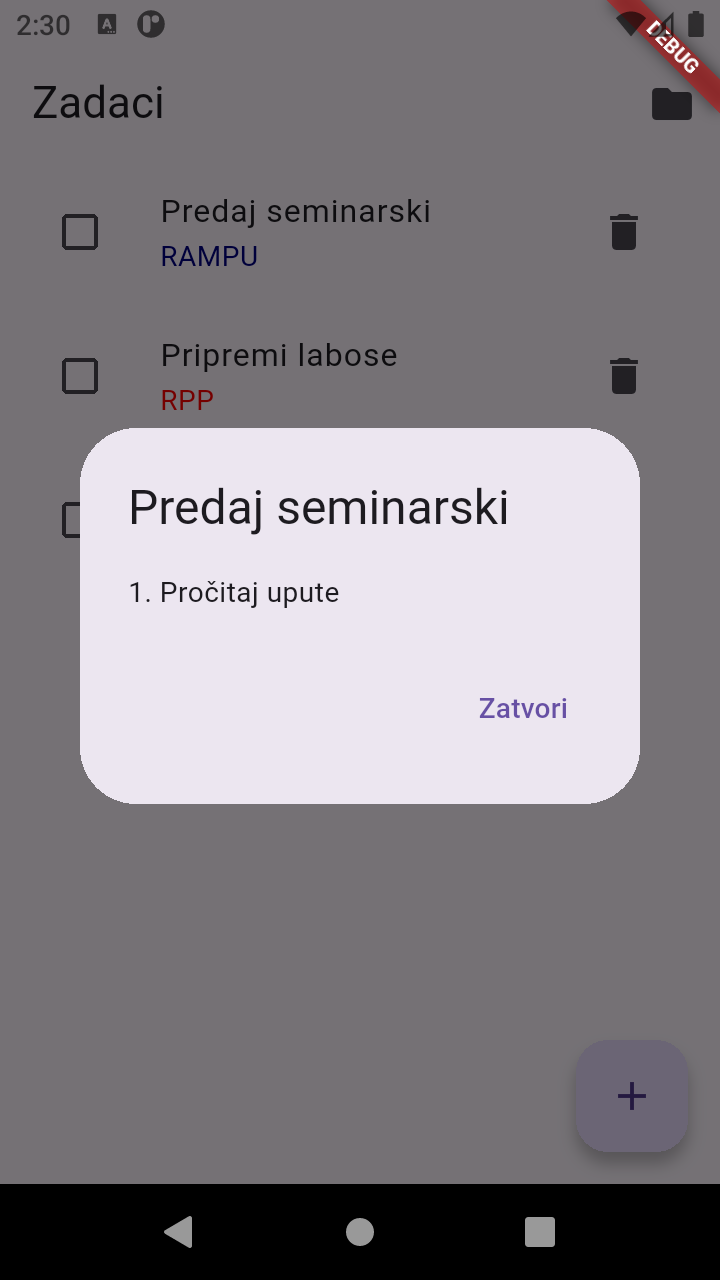 2:30
A
DEBUG
Zadaci
Predaj seminarski
RAMPU
Pripremi labose
RPP
Predaj seminarski
1. Pročitaj upute
Zatvori